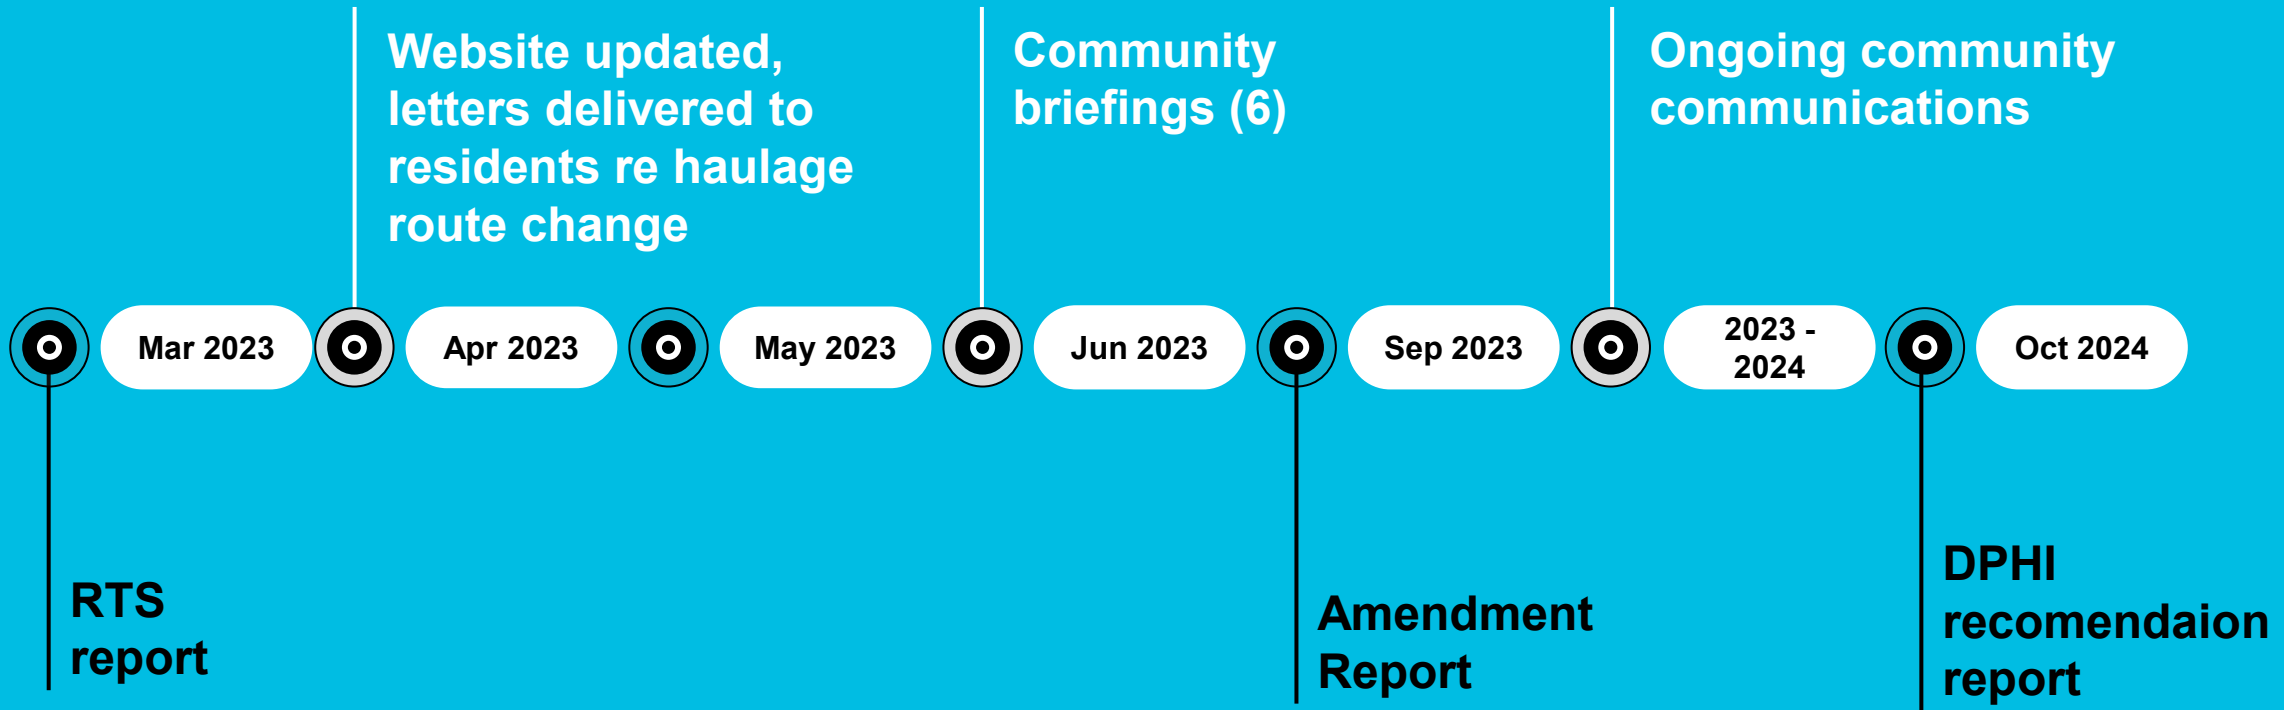 Website updated,
letters delivered to
residents re haulage
route change
Community
briefings (6)
Ongoing community
communications
Mar 2023
Apr 2023
May 2023
Jun 2023
Sep 2023
2023 -
2024
Oct 2024
RTS
report
Amendment
Report
DPHI
recomendaion
report